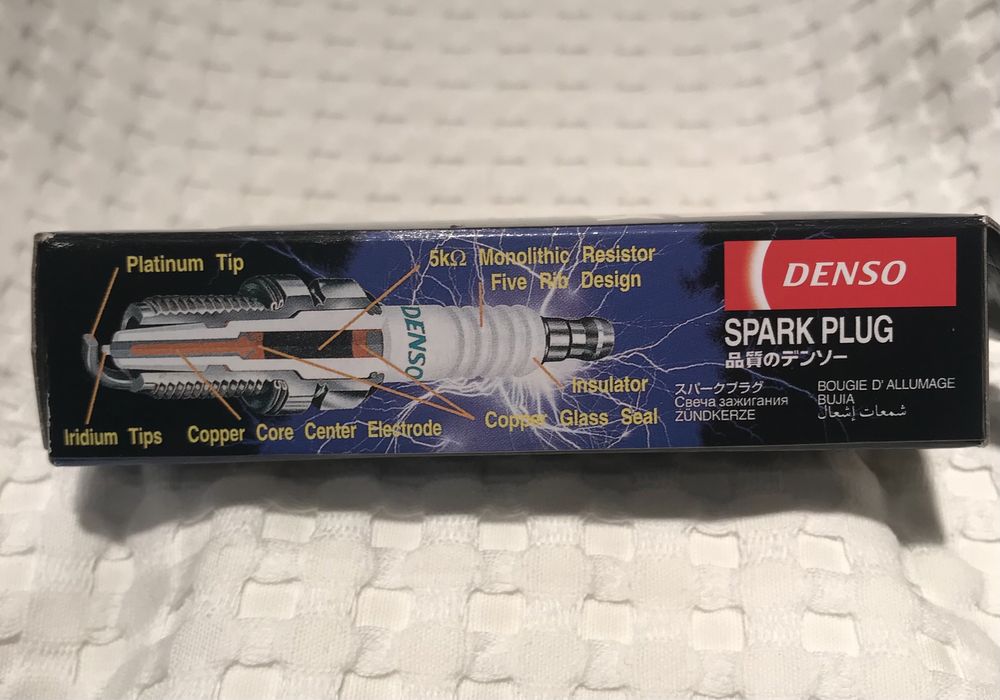 Platinum Tip
5kΩ Monolithic Resistor
Five Rib Design
DENSO
Insulator
Copper Glass Seal
Iridium Tips
Copper Core Center Electrode
DENSO
SPARK PLUG
品質のデンソー
スパークプラグ
Свеча зажигания
ZÜNDKERZE
BOUGIE D' ALLUMAGE
BUJIA
شمعات إشعال